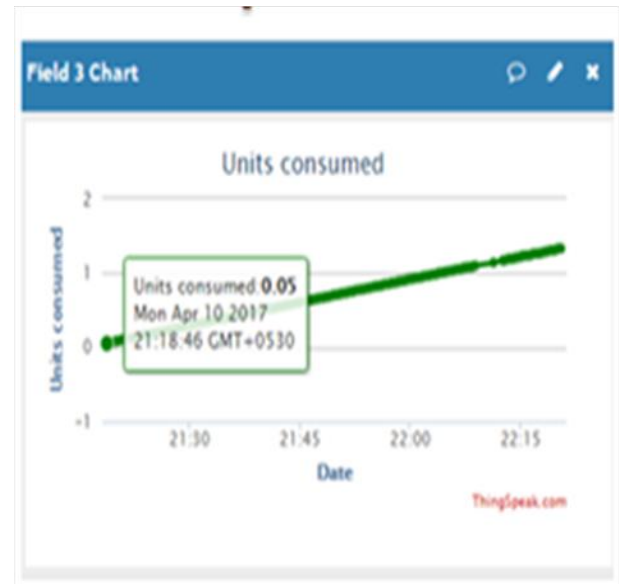 Field 3 Chart
Units consumed
Units consumed
2
1
0
-1
Units consumed 0.05
Mon Apr 10 2017
21:18:46 GMT+0530
21:30
21:45
22:00
22:15
Date
ThingSpeak.com